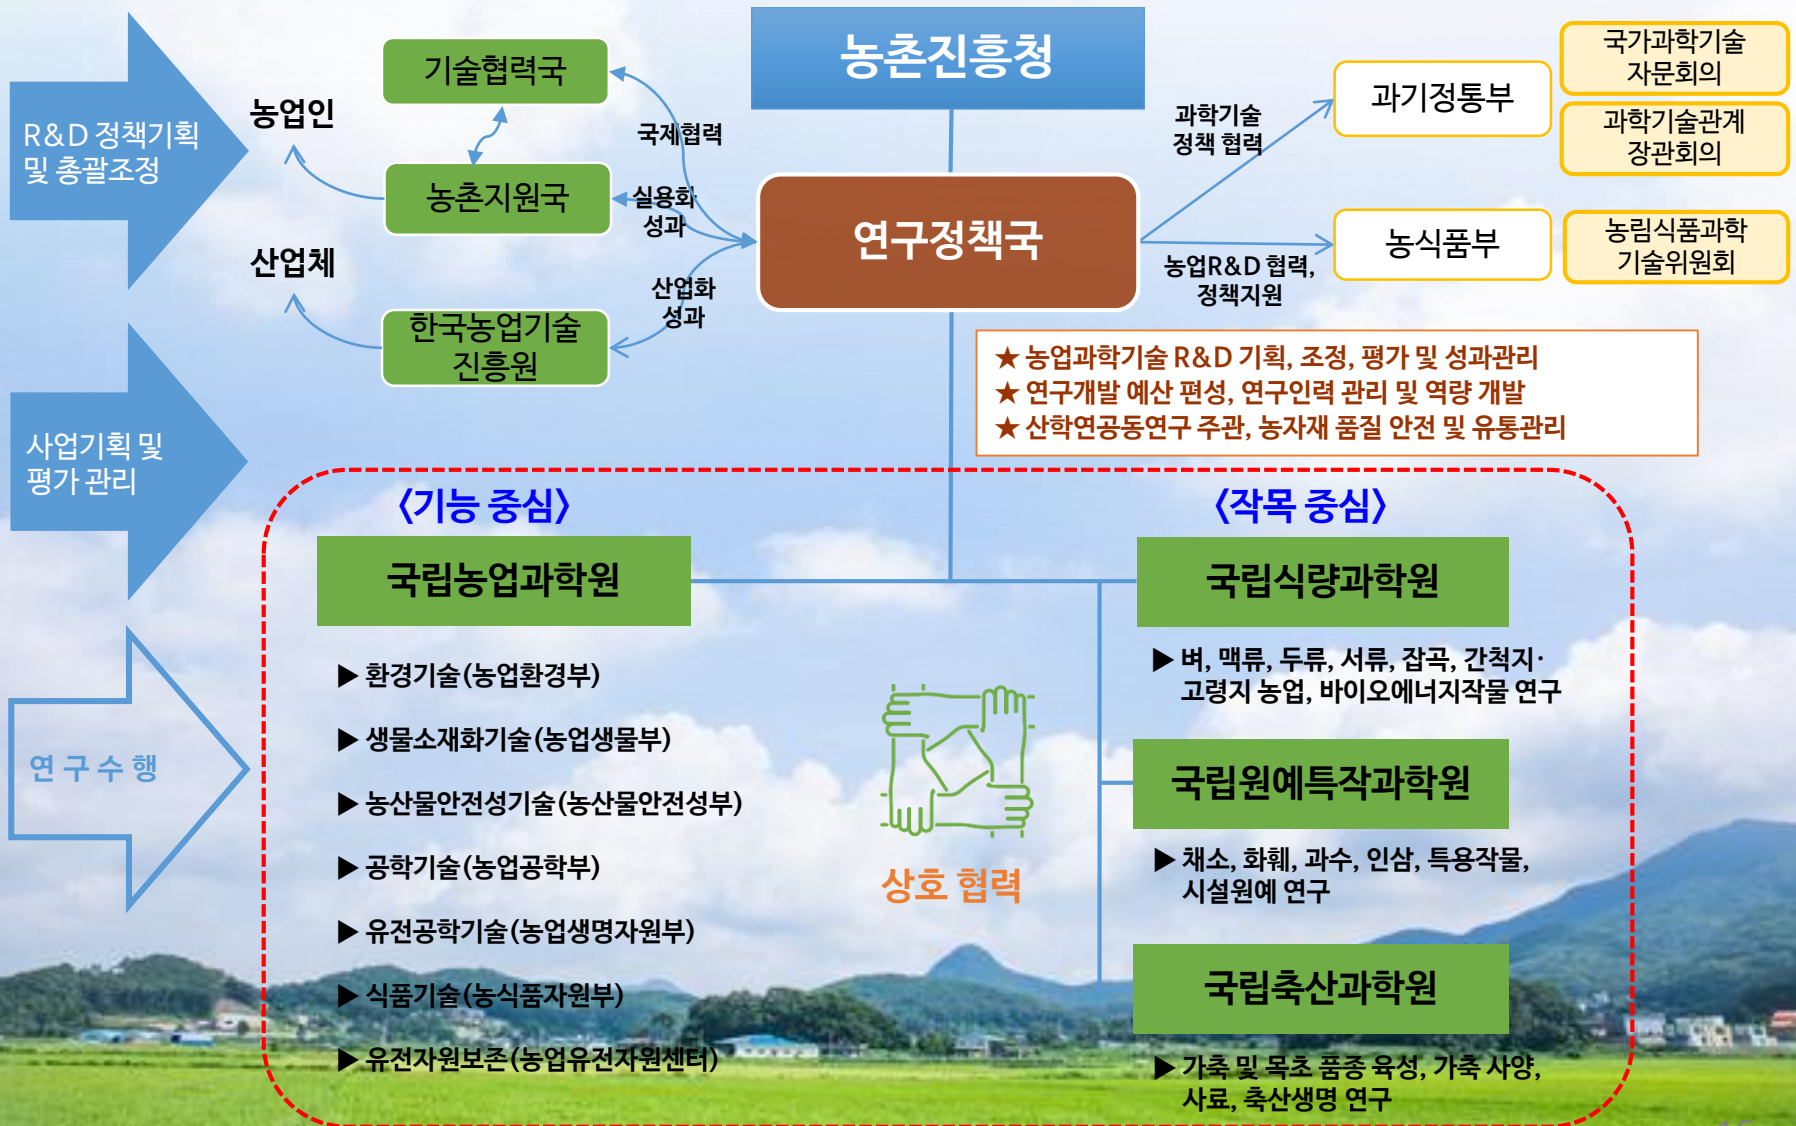 농촌진흥청
국가과학기술
자문회의
기술협력국
과기정통부
농업인
과학기술
정책 협력
과학기술관계
장관회의
R&D 정책기획
및 총괄조정
국제협력
농촌지원국
실용화
성과
연구정책국
농식품부
농림식품과학
기술위원회
산업체
농업R&D 협력,
정책지원
산업화
성과
한국농업기술
진흥원
★ 농업과학기술 R&D 기획, 조정, 평가 및 성과관리
★ 연구개발 예산 편성, 연구인력 관리 및 역량 개발
★ 산학연공동연구 주관, 농자재 품질 안전 및 유통관리
사업기획 및
평가 관리
<기능 중심>
국립농업과학원
▶ 환경기술(농업환경부)
▶ 생물소재화기술(농업생물부)
▶ 농산물안전성기술(농산물안전성부)
▶ 공학기술(농업공학부)
▶ 유전공학기술(농업생명자원부)
▶ 식품기술(농식품자원부)
▶ 유전자원보존(농업유전자원센터)
연 구 수 행
상호 협력
<작목 중심>
국립식량과학원
▶ 벼, 맥류, 두류, 서류, 잡곡, 간척지·
고령지 농업, 바이오에너지작물 연구
국립원예특작과학원
▶ 채소, 화훼, 과수, 인삼, 특용작물,
시설원예 연구
국립축산과학원
▶ 가축 및 목초 품종 육성, 가축 사양,
사료, 축산생명 연구